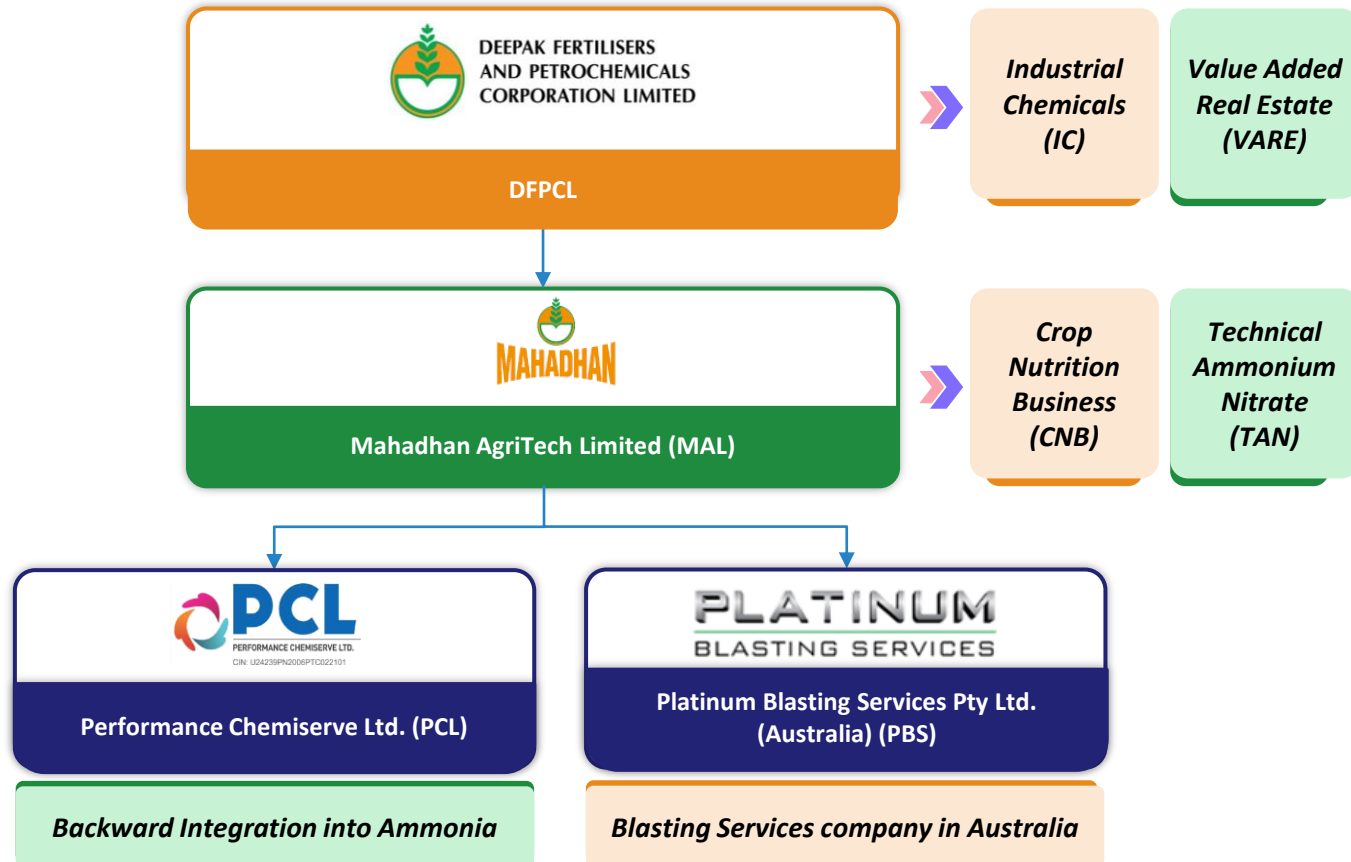 DEEPAK FERTILISERS
AND PETROCHEMICALS
CORPORATION LIMITED
DFPCL
Industrial
Chemicals
(IC)
Value Added
Real Estate
(VARE)
MAHADHAN
Mahadhan AgriTech Limited (MAL)
Crop
Nutrition
Business
(CNB)
Technical
Ammonium
Nitrate
(TAN)
PCL
PERFORMANCE CHEMISERVE LTD.
CIN: U24239PN2006PTC022101
Performance Chemiserve Ltd. (PCL)
Backward Integration into Ammonia
PLATINUM
BLASTING SERVICES
Platinum Blasting Services Pty Ltd.
(Australia) (PBS)
Blasting Services company in Australia